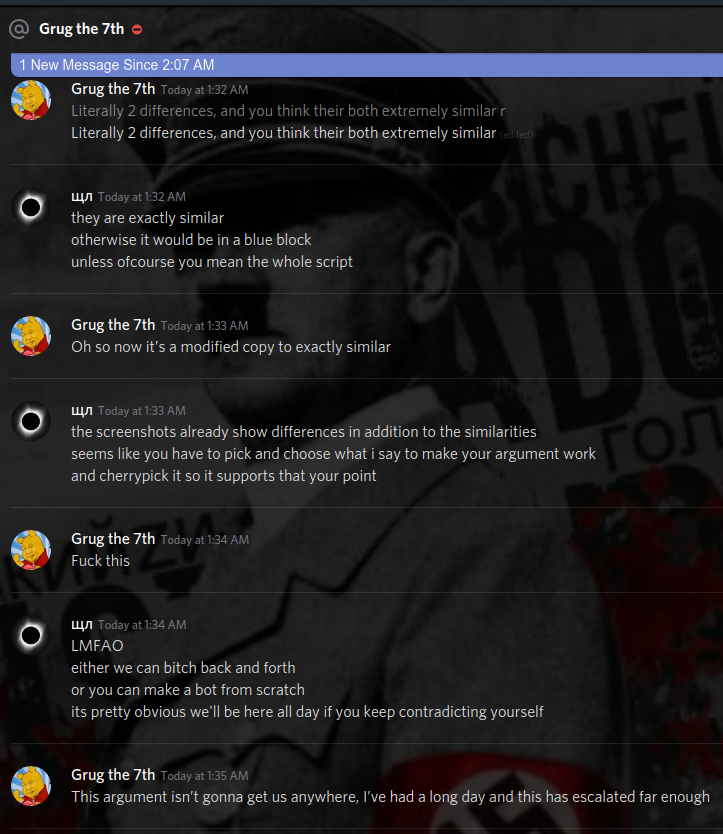 @ Grug the 7th
1 New Message Since 2:07 AM
Grug the 7th Today at 1:32 AM
Literally 2 differences, and you think their both extremely similar r
Literally 2 differences, and you think their both extremely similar (edited)
щл Today at 1:32 AM
they are exactly similar
otherwise it would be in a blue block
unless ofcourse you mean the whole script
Grug the 7th Today at 1:33 AM
Oh so now it's a modified copy to exactly similar
щл Today at 1:33 AM
the screenshots already show differences in addition to the similarities
seems like you have to pick and choose what i say to make your argument work
and cherrypick it so it supports that your point
Grug the 7th Today at 1:34 AM
Fuck this
щл Today at 1:34 AM
LMFAO
either we can bitch back and forth
or you can make a bot from scratch
its pretty obvious we'll be here all day if you keep contradicting yourself
Grug the 7th Today at 1:35 AM
This argument isn't gonna get us anywhere, I've had a long day and this has escalated far enough